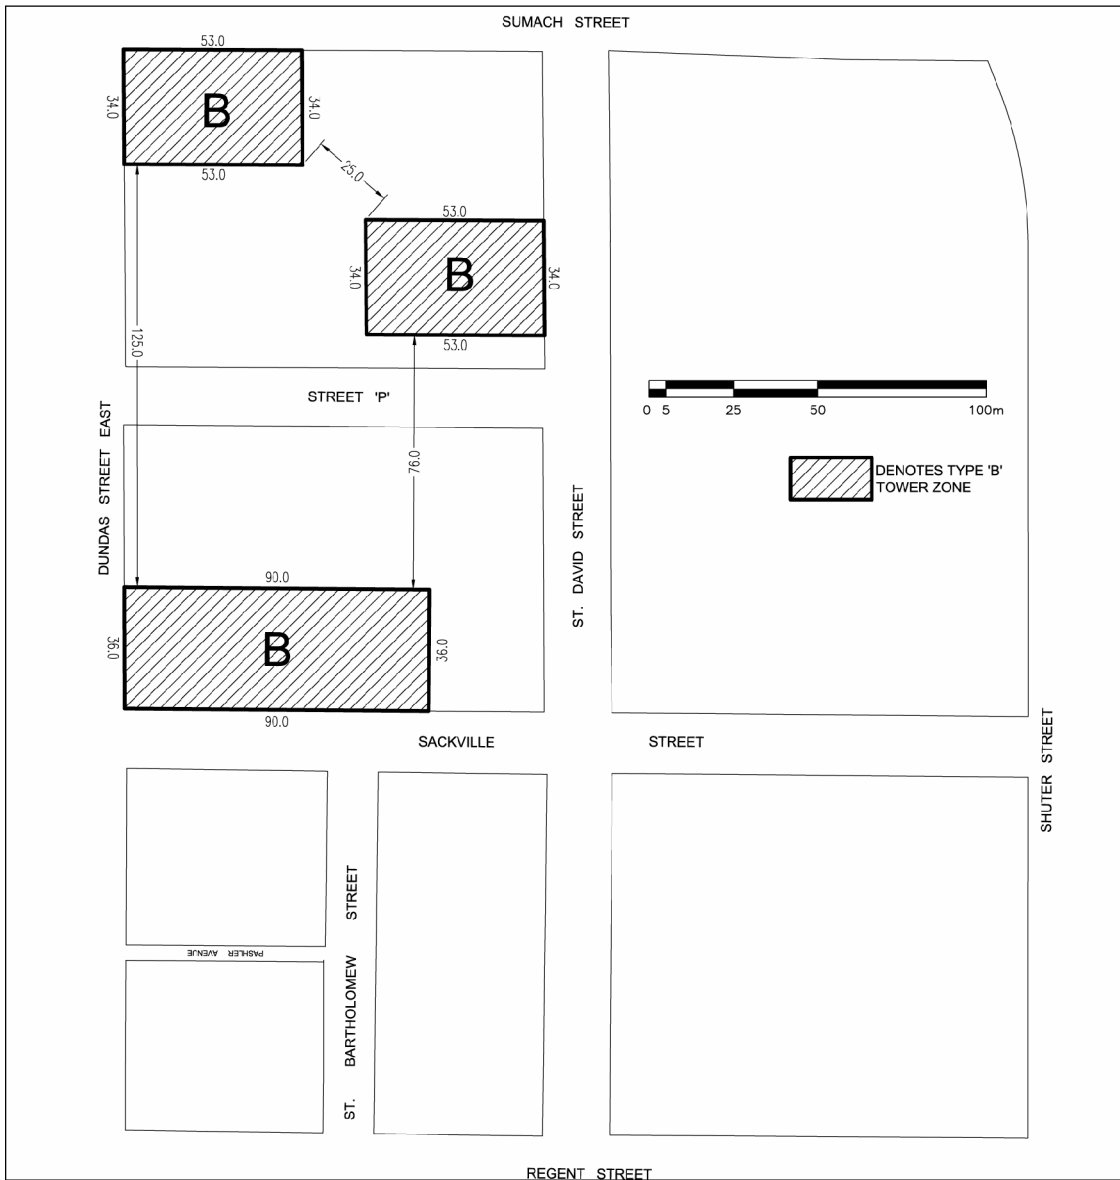 SUMACH STREET
53.0
34.0
B
34.0
53.0
25.0
53.0
34.0
B
34.0
53.0
125.0
STREET 'P'
0 5 25 50 100m
DUNDAS STREET EAST
76.0
DENOTES TYPE 'B'
TOWER ZONE
ST. DAVID STREET
90.0
36.0
B
36.0
90.0
SACKVILLE STREET
SHUTER STREET
PASHLER AVENUE
ST. BARTHOLOMEW STREET
REGENT STREET